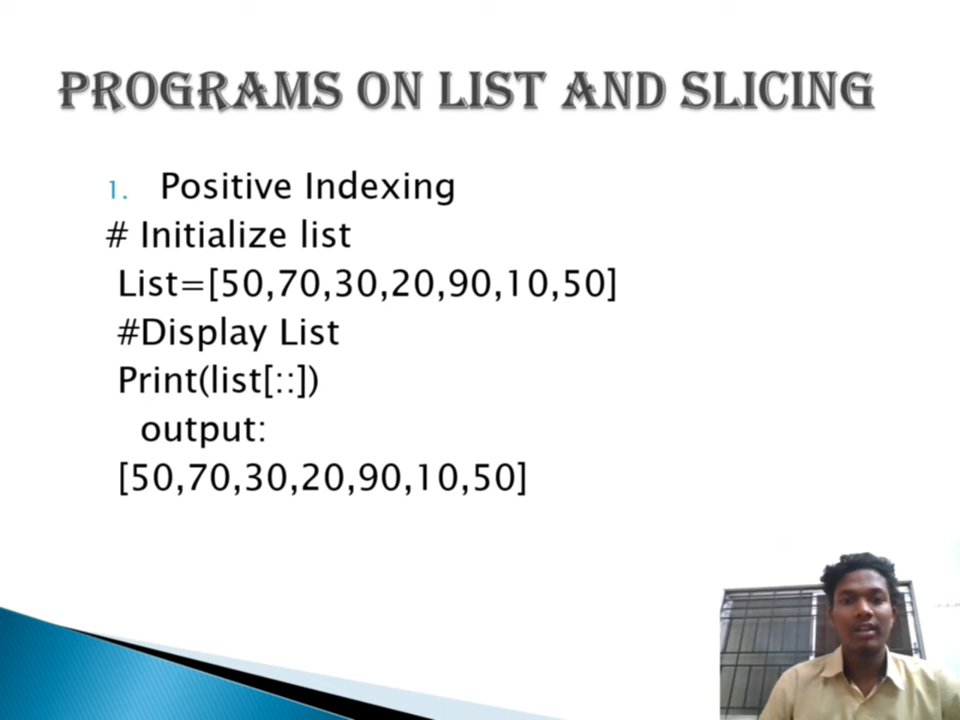 PROGRAMS ON LIST AND SLICING
1. Positive Indexing
# Initialize list
List=[50,70,30,20,90,10,50]
#Display List
Print(list[::])
output:
[50,70,30,20,90,10,50]